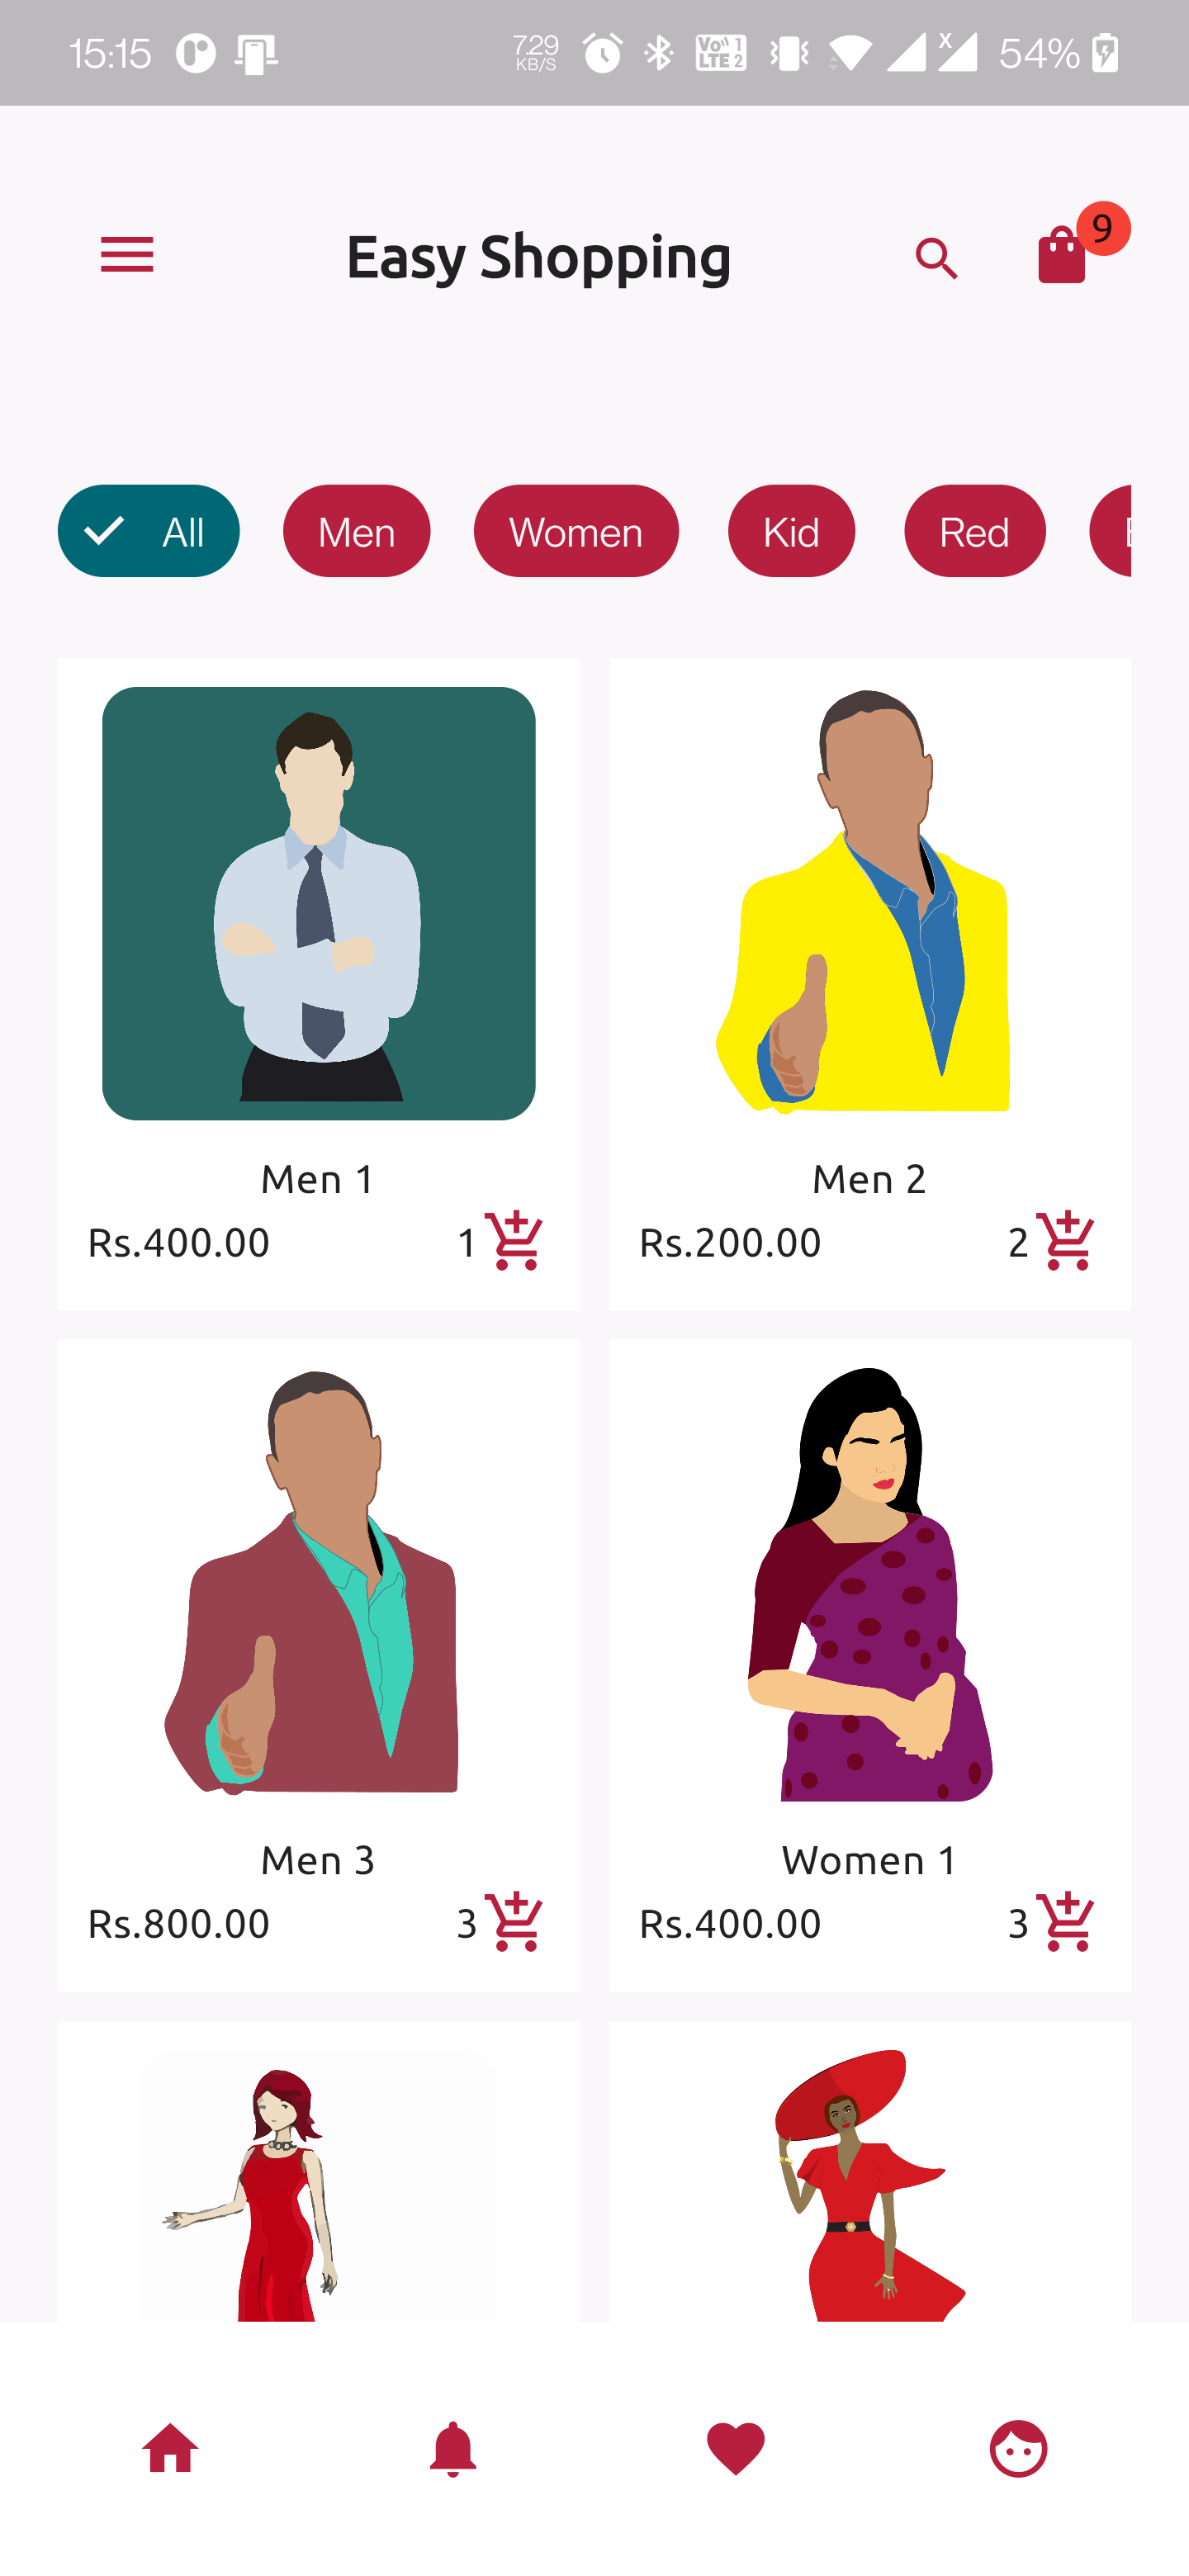 15:15 7.29 KB/S Vo LTE 1 2 X 54%
Easy Shopping 9
All Men Women Kid Red
Men 1 Men 2
Rs.400.00 1 Rs.200.00 2
Men 3 Women 1
Rs.800.00 3 Rs.400.00 3